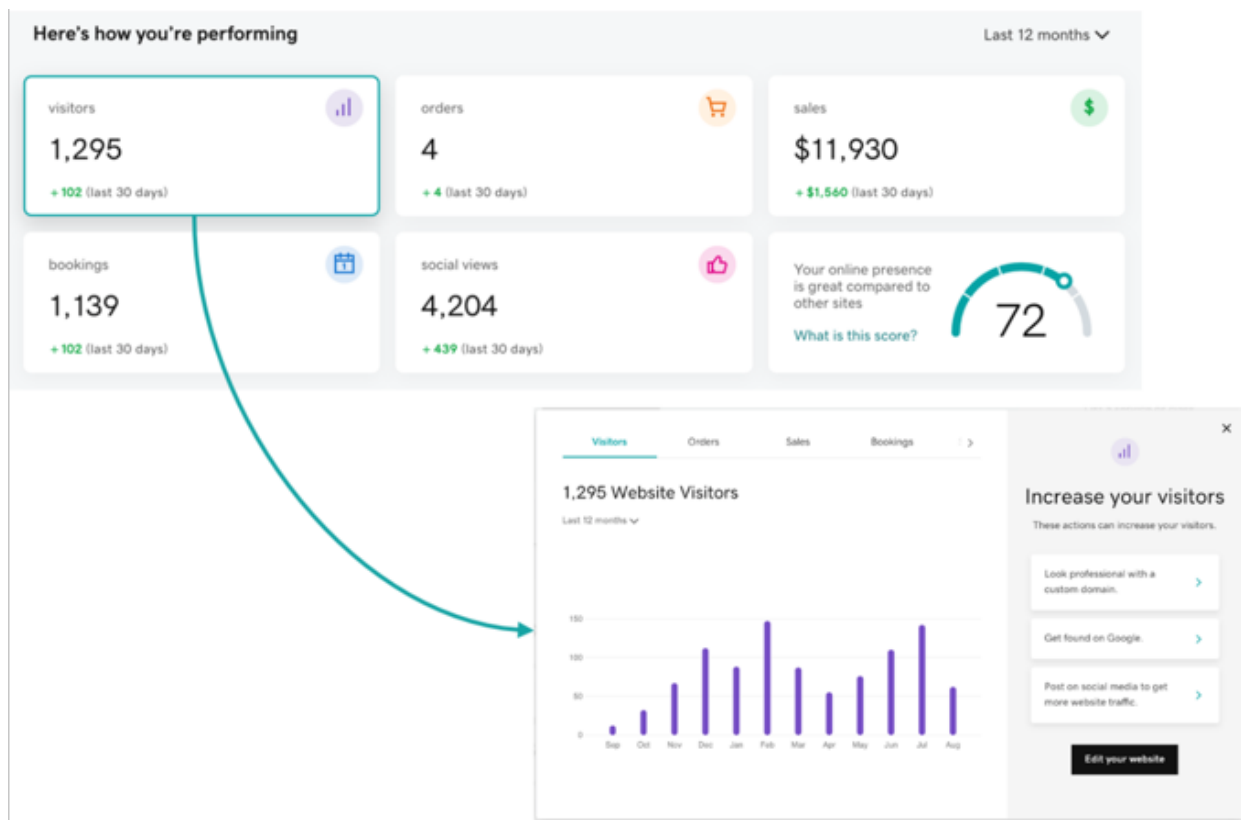 Here's how you're performing
Last 12 months
visitors
1,295
+ 102 (last 30 days)
orders
4
+ 4 (last 30 days)
sales
$
$11,930
+ $1,560 (last 30 days)
bookings
1
1,139
+ 102 (last 30 days)
social views
4,204
+ 439 (last 30 days)
Your online presence
is great compared to
other sites
What is this score?
72
Visitors Orders Sales Bookings
1,295 Website Visitors
Last 12 months
150
100
50
0
Sep Oct Nov Dec Jan Feb Mar Apr May Jun Jul Aug
Increase your visitors
These actions can increase your visitors.
Look professional with a
custom domain.
Get found on Google.
Post on social media to get
more website traffic.
Edit your website